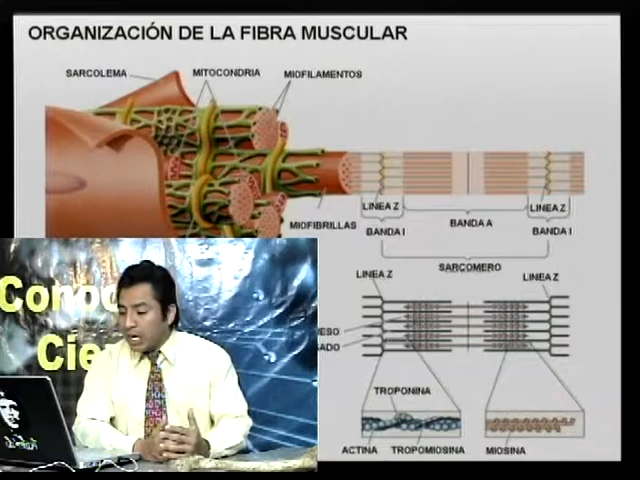 ORGANIZACIÓN DE LA FIBRA MUSCULAR
SARCOLEMA
MITOCONDRIA
MIOFILAMENTOS
LINEA Z
LINEA Z
MIOFIBRILLAS
BANDA I
BANDA A
BANDA I
SARCOMERO
LINEA Z
LINEA Z
TROPONINA
ACTINA
TROPOMIOSINA
MIOSINA